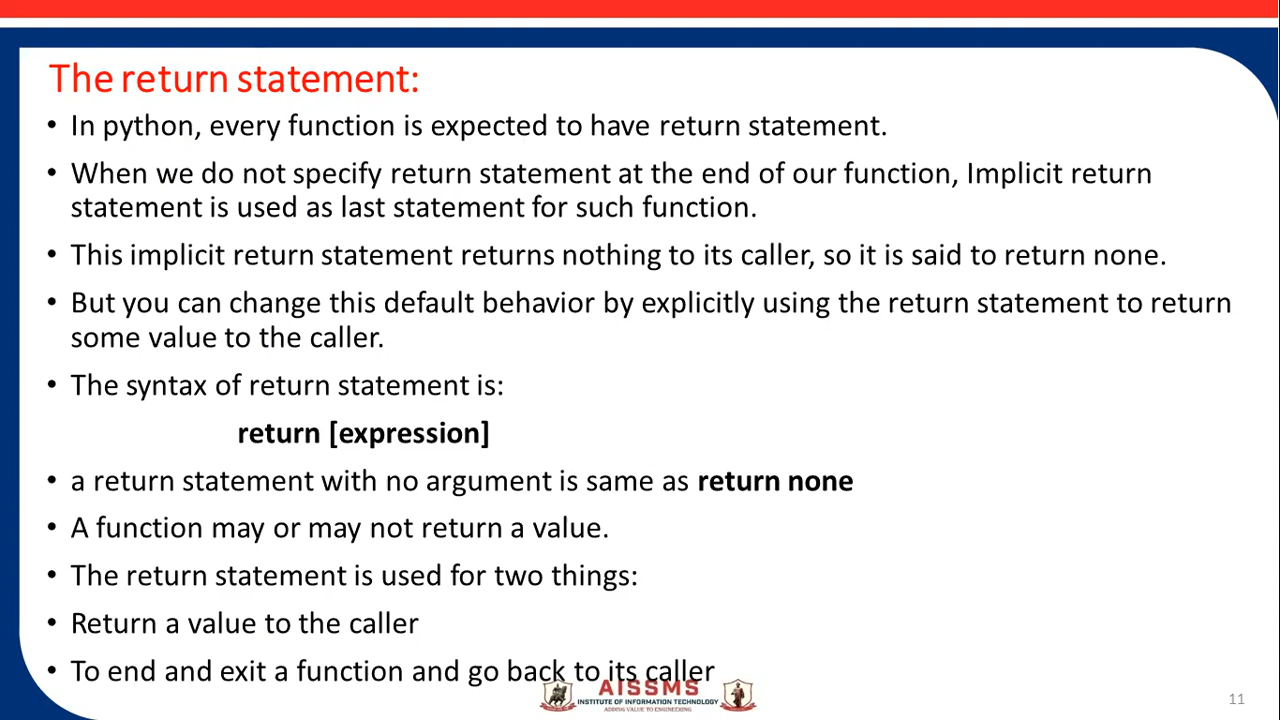 The return statement:
• In python, every function is expected to have return statement.
• When we do not specify return statement at the end of our function, Implicit return
statement is used as last statement for such function.
• This implicit return statement returns nothing to its caller, so it is said to return none.
• But you can change this default behavior by explicitly using the return statement to return
some value to the caller.
• The syntax of return statement is:
return [expression]
• a return statement with no argument is same as return none
• A function may or may not return a value.
• The return statement is used for two things:
• Return a value to the caller
• To end and exit a function and go back to its caller
AISSMS
INSTITUTE OF INFORMATION TECHNOLOGY
ADDING VALUE TO ENGINEERING
11